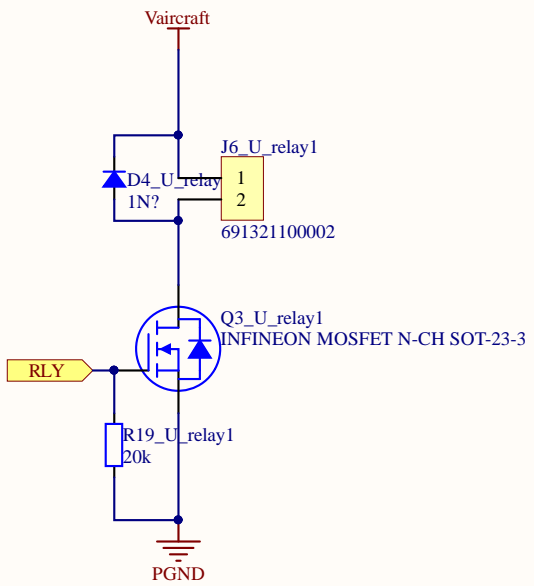 Vaircraft
J6_U_relay1
D4_U_relay
1
1N?
2
691321100002
Q3_U_relay1
INFINEON MOSFET N-CH SOT-23-3
RLY
R19_U_relay1
20k
PGND